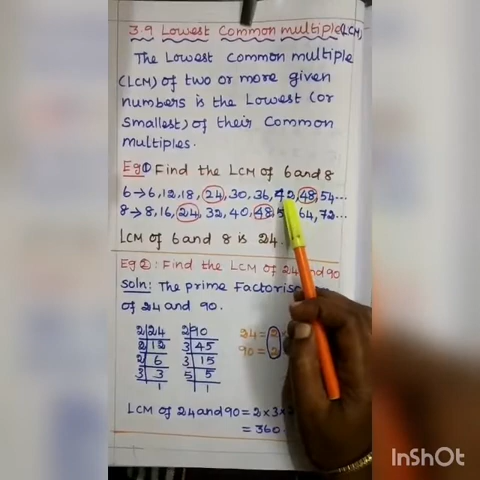 3.9 Lowest Common multiple (LCM)
The Lowest common multiple
(LCM) of two or more given
numbers is the Lowest (or
smallest) of their Common
multiples.
Eg① Find the LCM of 6 and 8
6 → 6, 12, 18, 24, 30, 36, 42, 48, 54...
8 → 8, 16, 24, 32, 40, 48, 64, 72...
LCM of 6 and 8 is 24.
Eg②: Find the LCM of 24 and 90
Soln: The prime
of 24 and 90.
2 24 2 90
2 12 3 45
2 6 3 15
3 3 5 5
1 1
24 = 2 ×
90 = 2
LCM of 24 and 90 = 2 × 3 ×
= 360.
InShOt